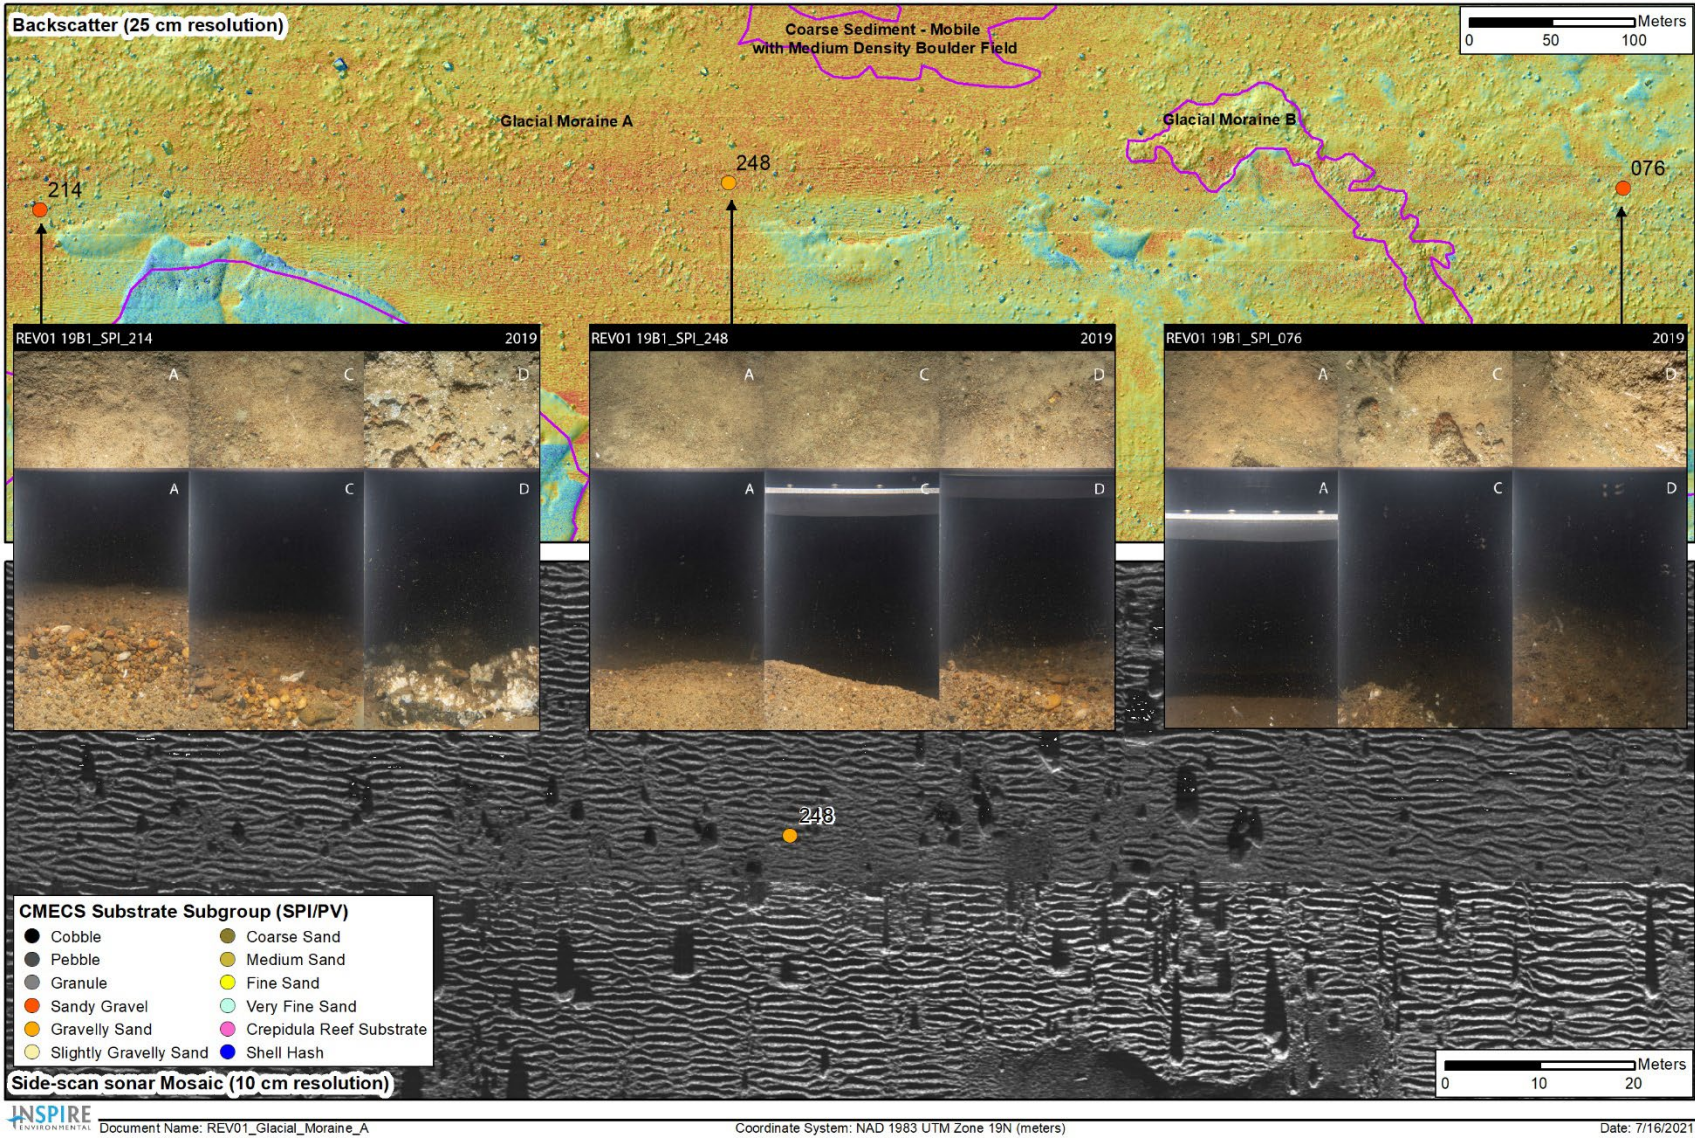 Backscatter (25 cm resolution)
Coarse Sediment - Mobile
with Medium Density Boulder Field
Meters
0 50 100
Glacial Moraine A
Glacial Moraine B
214
248
076
REV01 19B1_SPI_214 2019
A C D
A C D
REV01 19B1_SPI_248 2019
A C D
A C D
REV01 19B1_SPI_076 2019
A C D
A C D
248
CMECS Substrate Subgroup (SPI/PV)
Cobble
Pebble
Granule
Sandy Gravel
Gravelly Sand
Slightly Gravelly Sand
Coarse Sand
Medium Sand
Fine Sand
Very Fine Sand
Crepidula Reef Substrate
Shell Hash
Side-scan sonar Mosaic (10 cm resolution)
Meters
0 10 20
INSPIRE
ENVIRONMENTAL
Document Name: REV01_Glacial_Moraine_A
Coordinate System: NAD 1983 UTM Zone 19N (meters)
Date: 7/16/2021